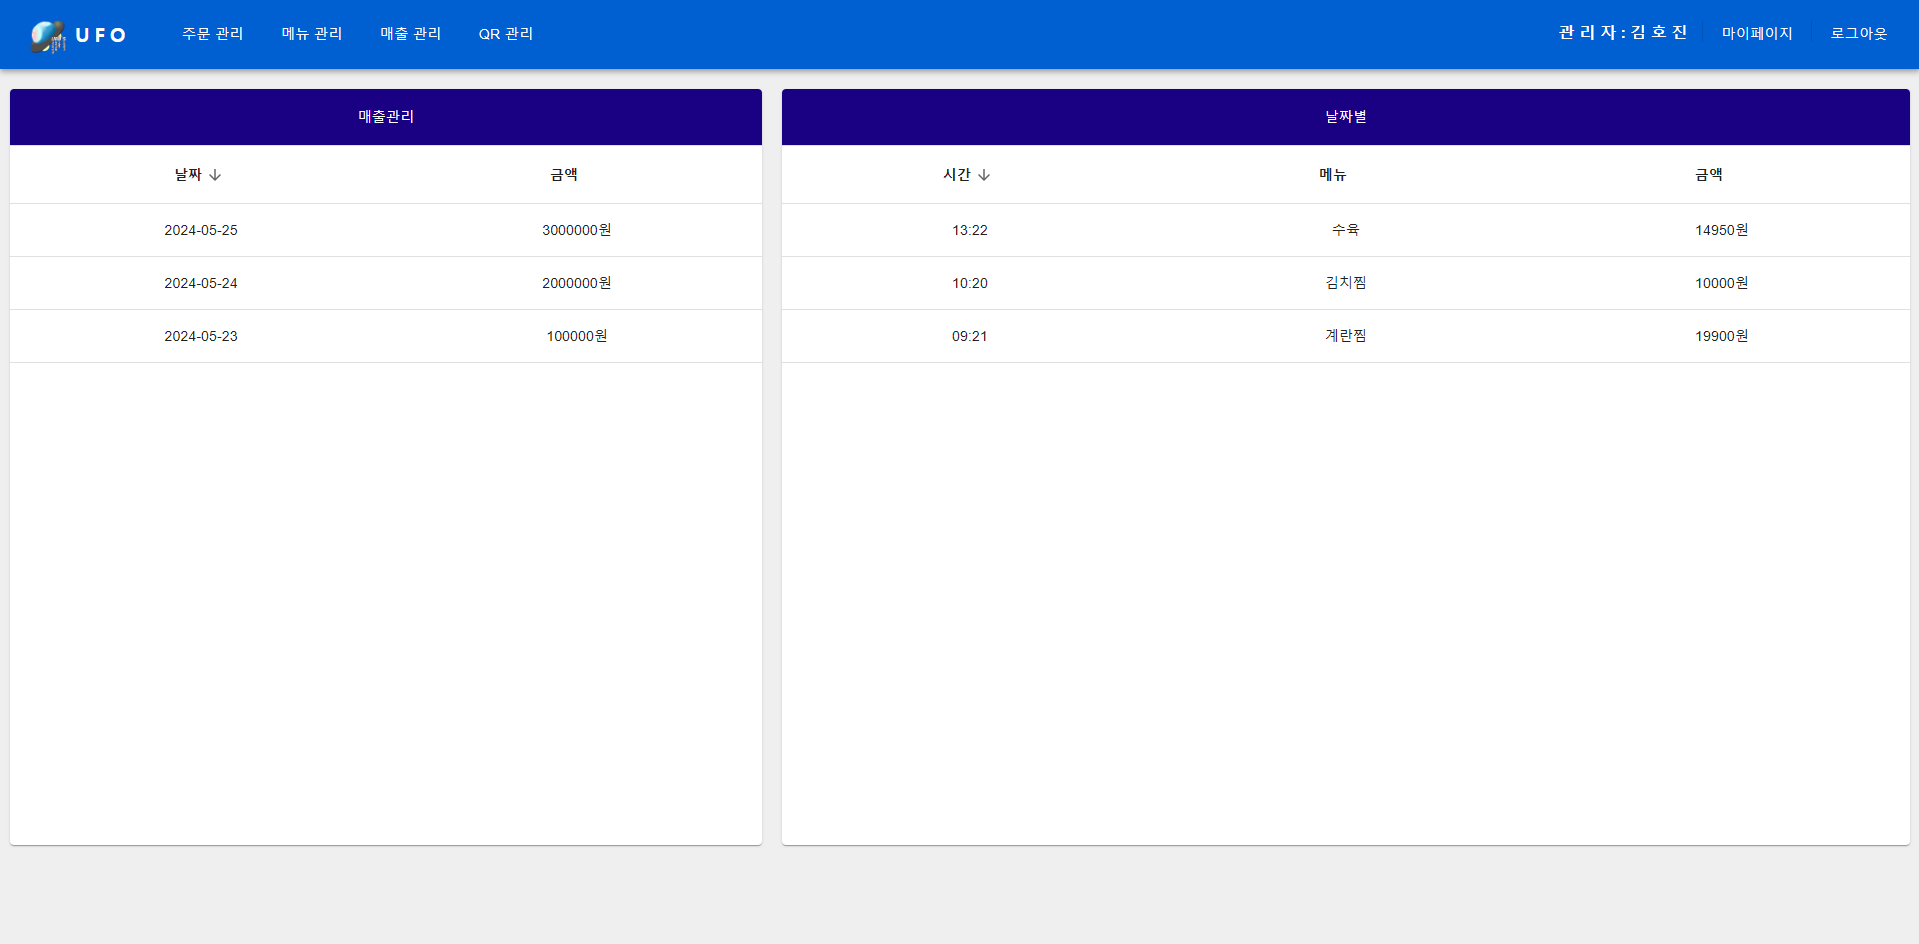 UFO 주문 관리 메뉴 관리 매출 관리 QR 관리 관리자:김호진 마이페이지 로그아웃
매출관리
날짜 금액
2024-05-25 3000000원
2024-05-24 2000000원
2024-05-23 100000원
날짜별
시간 메뉴 금액
13:22 수육 14950원
10:20 김치찜 10000원
09:21 계란찜 19900원